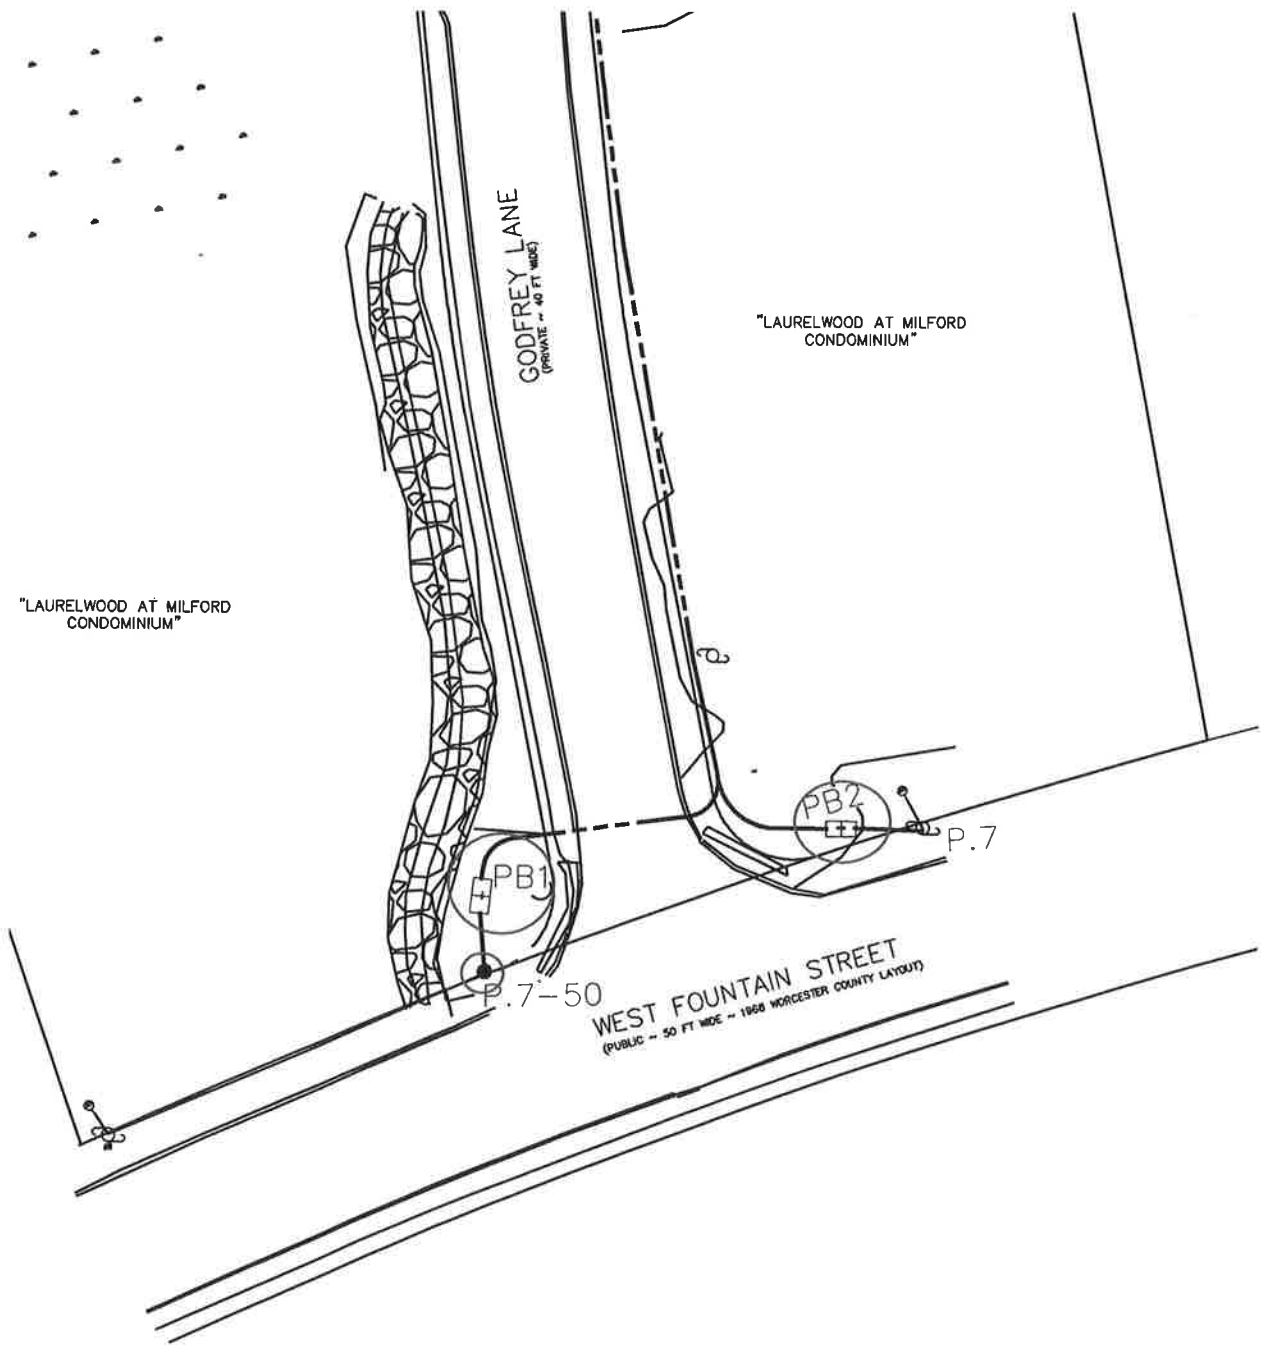 GODFREY LANE
(PRIVATE ~ 40 FT WIDE)
"LAURELWOOD AT MILFORD
CONDOMINIUM"
"LAURELWOOD AT MILFORD
CONDOMINIUM"
PB2
P.7
PB1
P.7-50
WEST FOUNTAIN STREET
(PUBLIC ~ 50 FT WIDE ~ 1968 WORCESTER COUNTY LAYOUT)